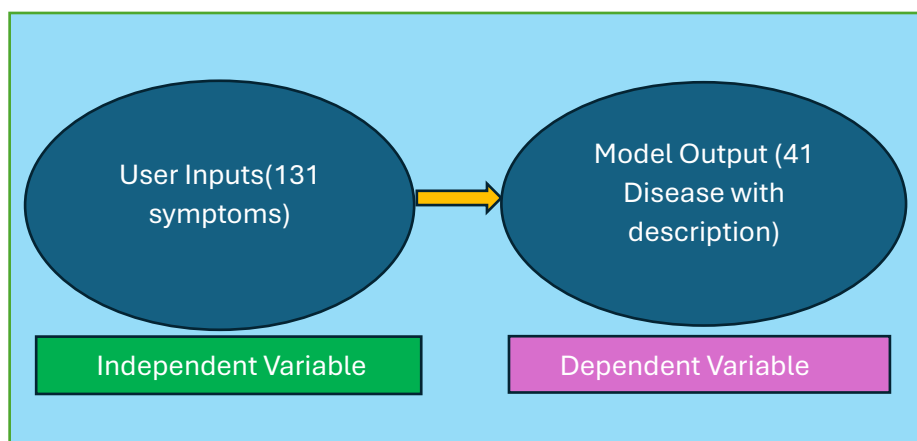 User Inputs(131
symptoms)
Model Output (41
Disease with
description)
Independent Variable
Dependent Variable